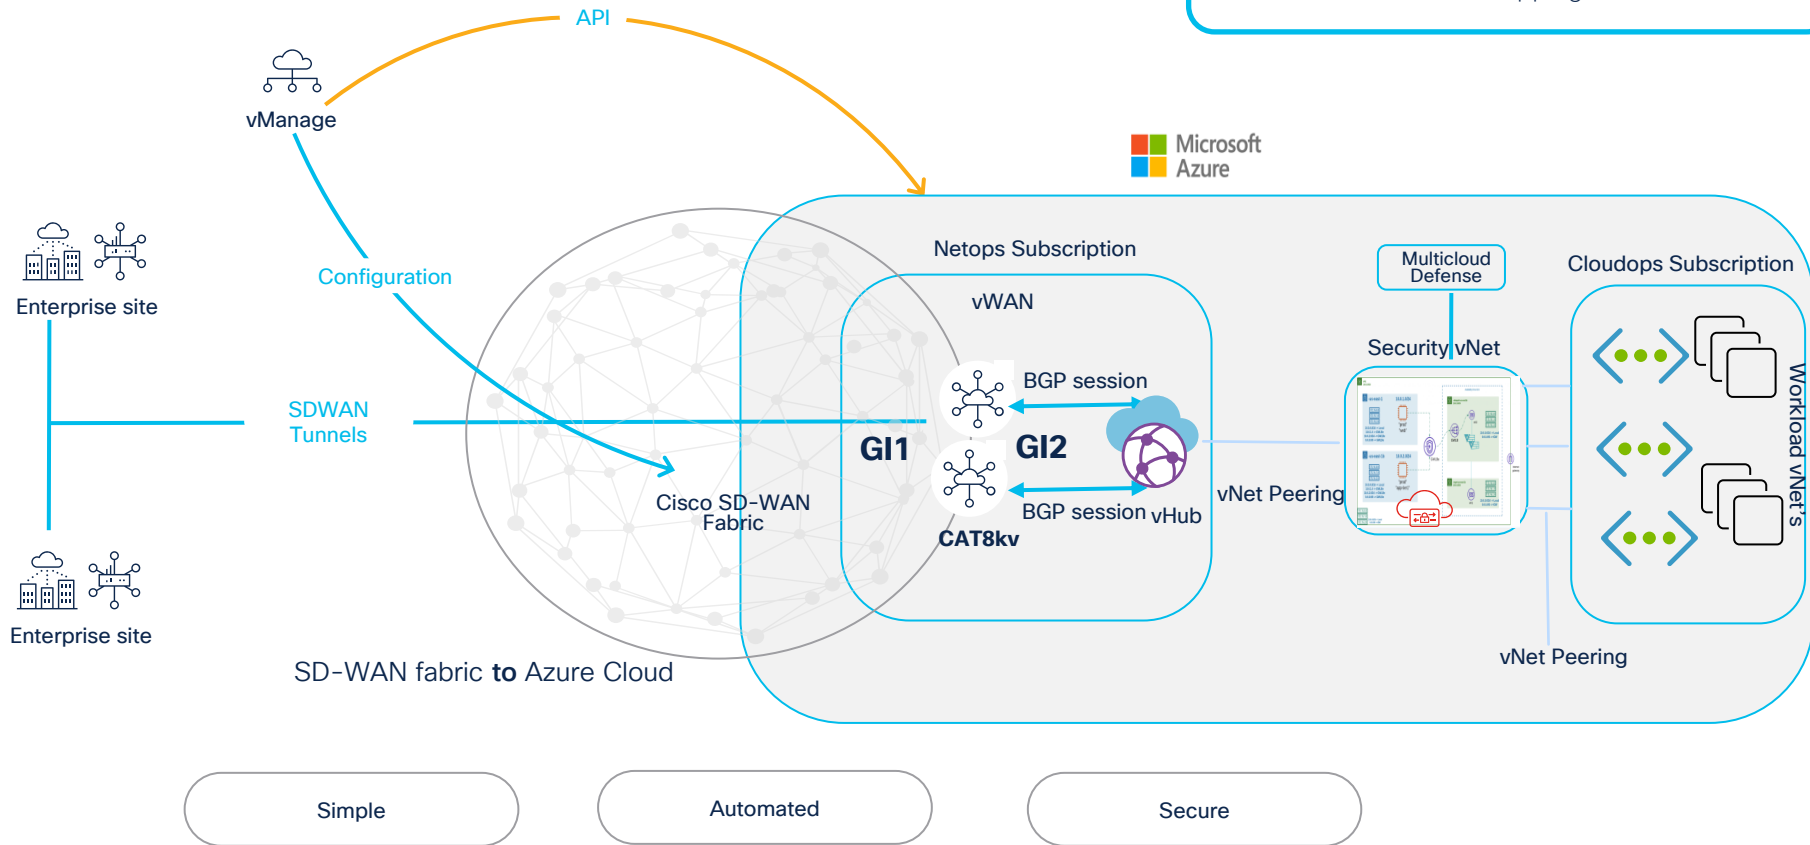 API
vManage
Microsoft
Azure
Netops Subscription
Multicloud
Defense
Cloudops Subscription
Configuration
Enterprise site
vWAN
Security vNet
BGP session
SDWAN
Tunnels
GI1
GI2
Workload vNet's
Cisco SD-WAN
Fabric
BGP session
vHub
vNet Peering
CAT8kv
Enterprise site
vNet Peering
SD-WAN fabric to Azure Cloud
Simple
Automated
Secure